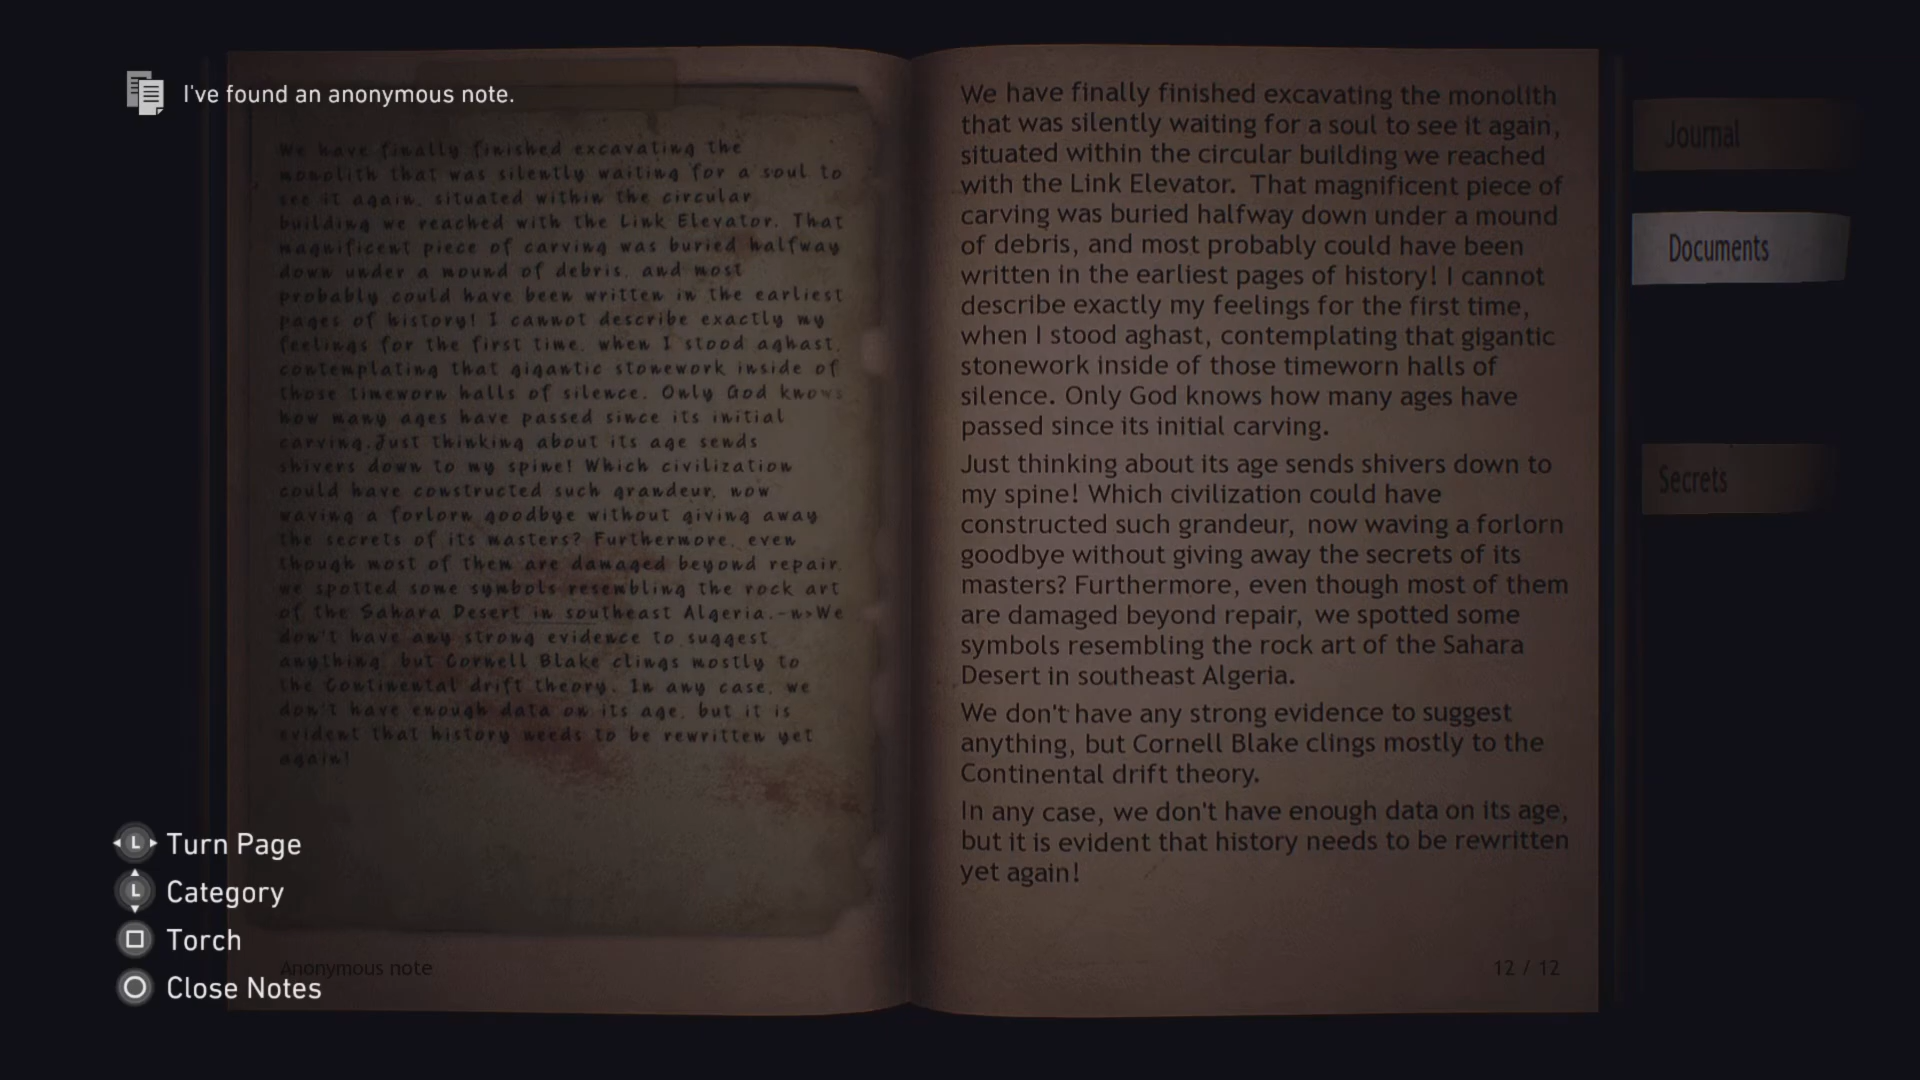 I've found an anonymous note.
We have finally finished excavating the
monolith that was silently waiting for a soul to
see it again, situated within the circular
building we reached with the Link Elevator. That
magnificent piece of carving was buried halfway
down under a mound of debris, and most
probably could have been written in the earliest
pages of history! I cannot describe exactly my
feelings for the first time, when I stood aghast,
contemplating that gigantic stonework inside of
those timeworn halls of silence. Only God knows
how many ages have passed since its initial
carving.Just thinking about its age sends
shivers down to my spine! Which civilization
could have constructed such grandeur, now
waving a forlorn goodbye without giving away
the secrets of its masters? Furthermore, even
though most of them are damaged beyond repair,
we spotted some symbols resembling the rock art
of the Sahara Desert in southeast Algeria.-n>We
don't have any strong evidence to suggest
anything, but Cornell Blake clings mostly to
the Continental drift theory. In any case, we
don't have enough data on its age, but it is
evident that history needs to be rewritten yet
again!
Anonymous note
We have finally finished excavating the monolith
that was silently waiting for a soul to see it again,
situated within the circular building we reached
with the Link Elevator. That magnificent piece of
carving was buried halfway down under a mound
of debris, and most probably could have been
written in the earliest pages of history! I cannot
describe exactly my feelings for the first time,
when I stood aghast, contemplating that gigantic
stonework inside of those timeworn halls of
silence. Only God knows how many ages have
passed since its initial carving.
Just thinking about its age sends shivers down to
my spine! Which civilization could have
constructed such grandeur, now waving a forlorn
goodbye without giving away the secrets of its
masters? Furthermore, even though most of them
are damaged beyond repair, we spotted some
symbols resembling the rock art of the Sahara
Desert in southeast Algeria.
We don't have any strong evidence to suggest
anything, but Cornell Blake clings mostly to the
Continental drift theory.
In any case, we don't have enough data on its age,
but it is evident that history needs to be rewritten
yet again!
12 / 12
Journal
Documents
Secrets
L Turn Page
L Category
Torch
Close Notes